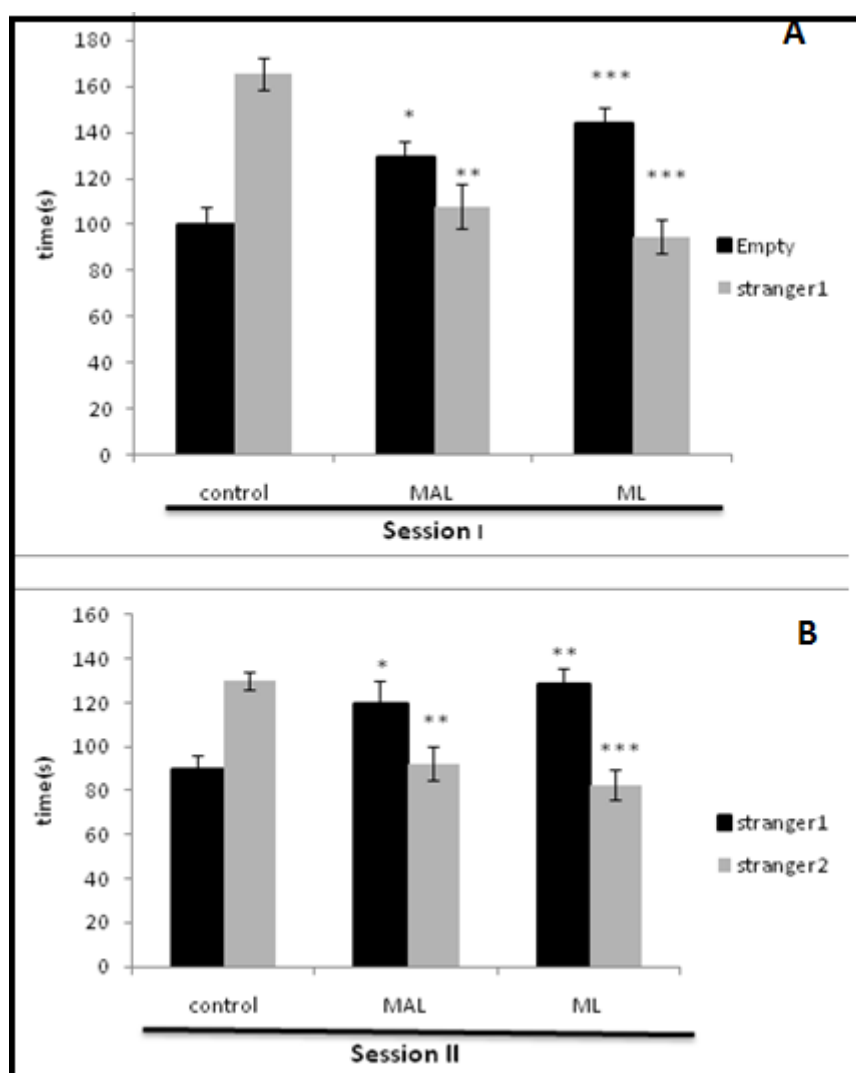 A
180
160
140
120
100
80
60
40
20
0
time(s)
*
**
***
***
Empty
stranger1
control MAL ML
Session I
B
160
140
120
100
80
60
40
20
0
time(s)
*
**
**
***
stranger1
stranger2
control MAL ML
Session II